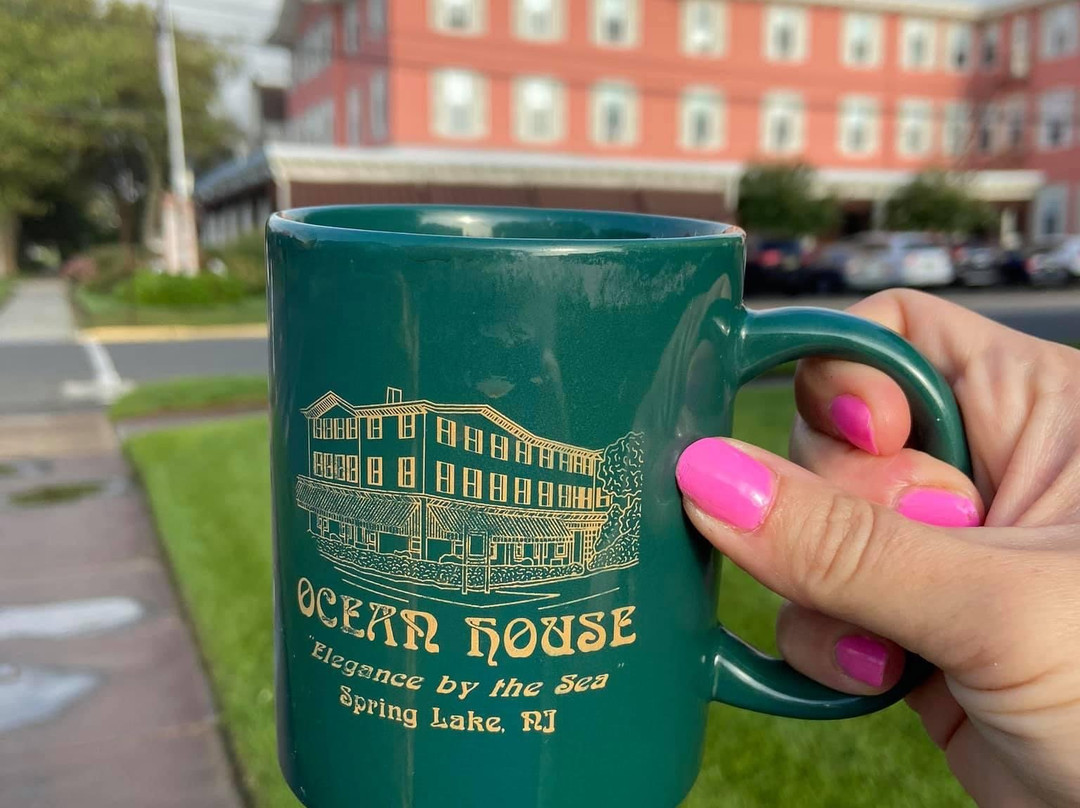 OCEAN HOUSE
"Elegance by the Sea"
Spring Lake, NJ